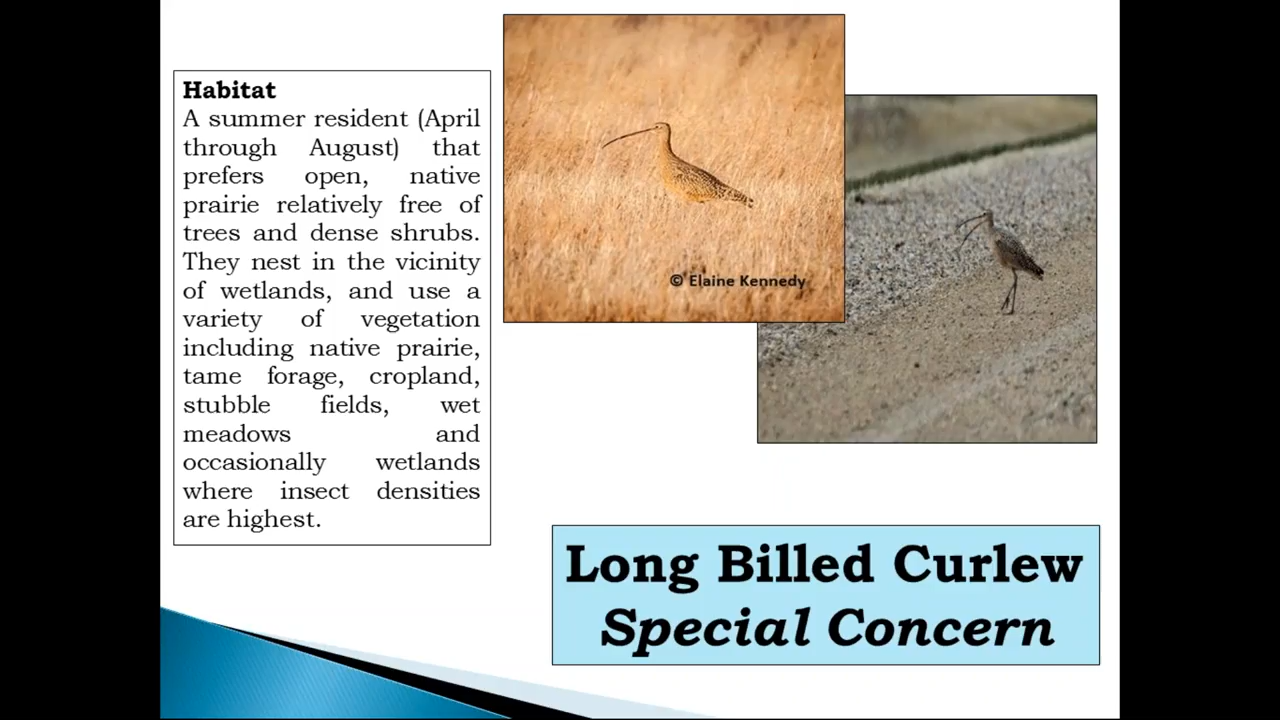 Habitat
A summer resident (April
through August) that
prefers open, native
prairie relatively free of
trees and dense shrubs.
They nest in the vicinity
of wetlands, and use a
variety of vegetation
including native prairie,
tame forage, cropland,
stubble fields, wet
meadows and
occasionally wetlands
where insect densities
are highest.
© Elaine Kennedy
Long Billed Curlew
Special Concern